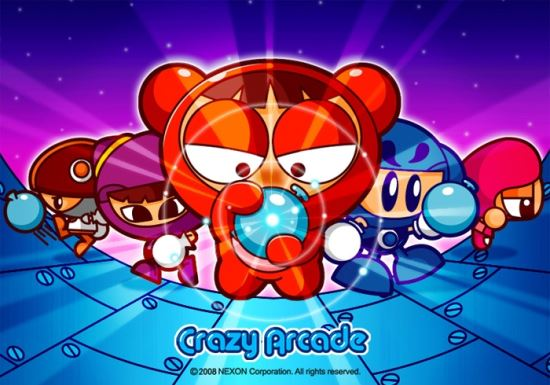 Crazy Arcade
©2008 NEXON Corporation. All rights reserved.